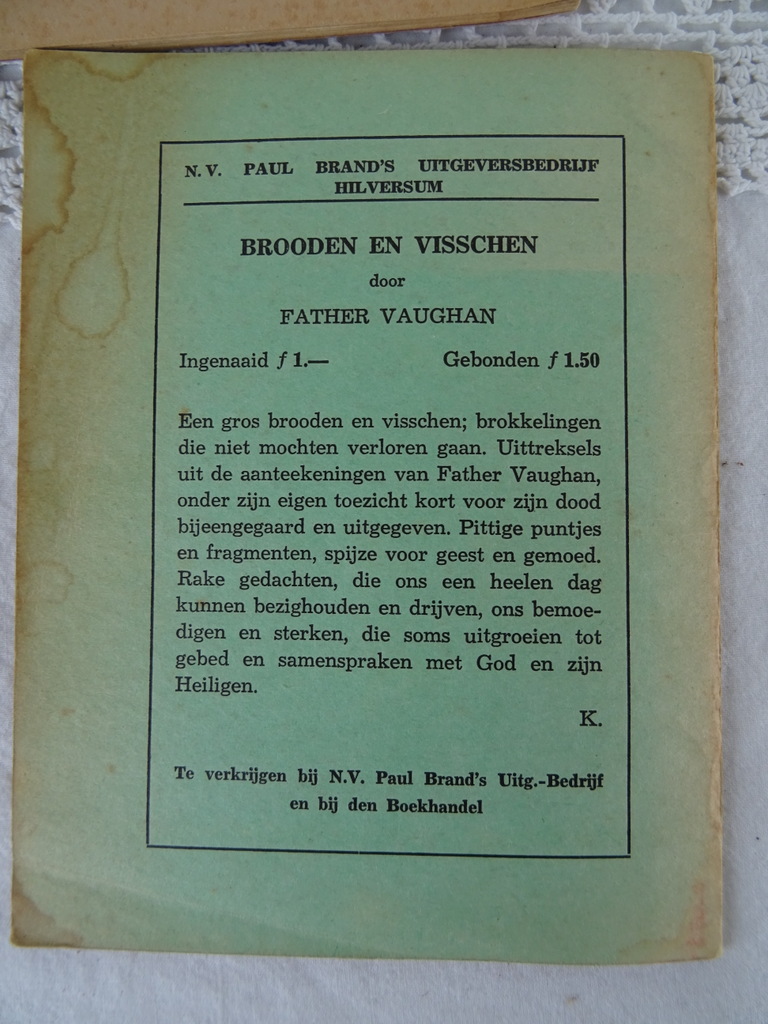 N.V. PAUL BRAND'S UITGEVERSBEDRIJF
HILVERSUM
BROODEN EN VISSCHEN
door
FATHER VAUGHAN
Ingenaaid ƒ 1.— Gebonden ƒ 1.50
Een gros brooden en visschen; brokkelingen
die niet mochten verloren gaan. Uittreksels
uit de aanteekeningen van Father Vaughan,
onder zijn eigen toezicht kort voor zijn dood
bijeengegaard en uitgegeven. Pittige puntjes
en fragmenten, spijze voor geest en gemoed.
Rake gedachten, die ons een heelen dag
kunnen bezighouden en drijven, ons bemoe-
digen en sterken, die soms uitgroeien tot
gebed en samenspraken met God en zijn
Heiligen.
K.
Te verkrijgen bij N.V. Paul Brand's Uitg.-Bedrijf
en bij den Boekhandel